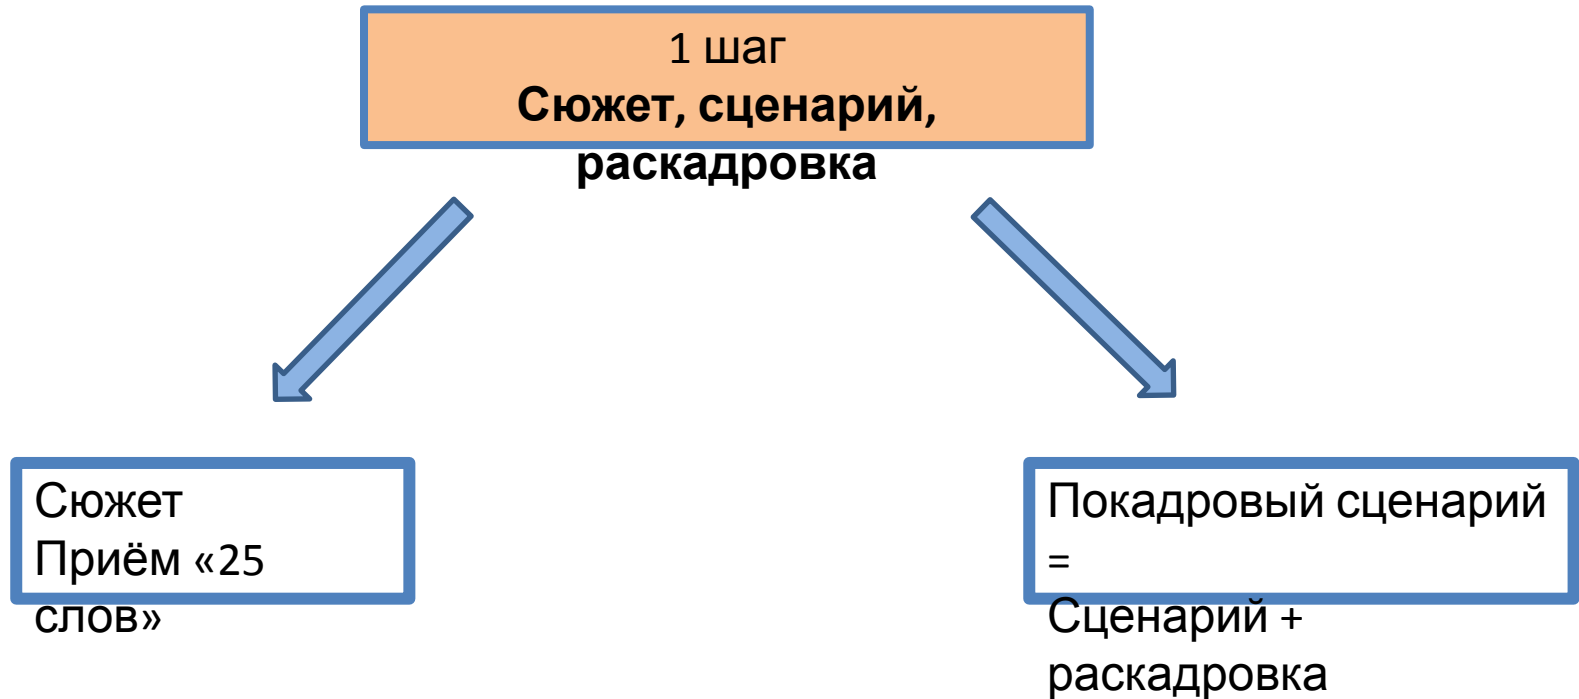 1 шаг
Сюжет, сценарий,
раскадровка
Сюжет
Приём «25
слов»
Покадровый сценарий
=
Сценарий +
раскадровка